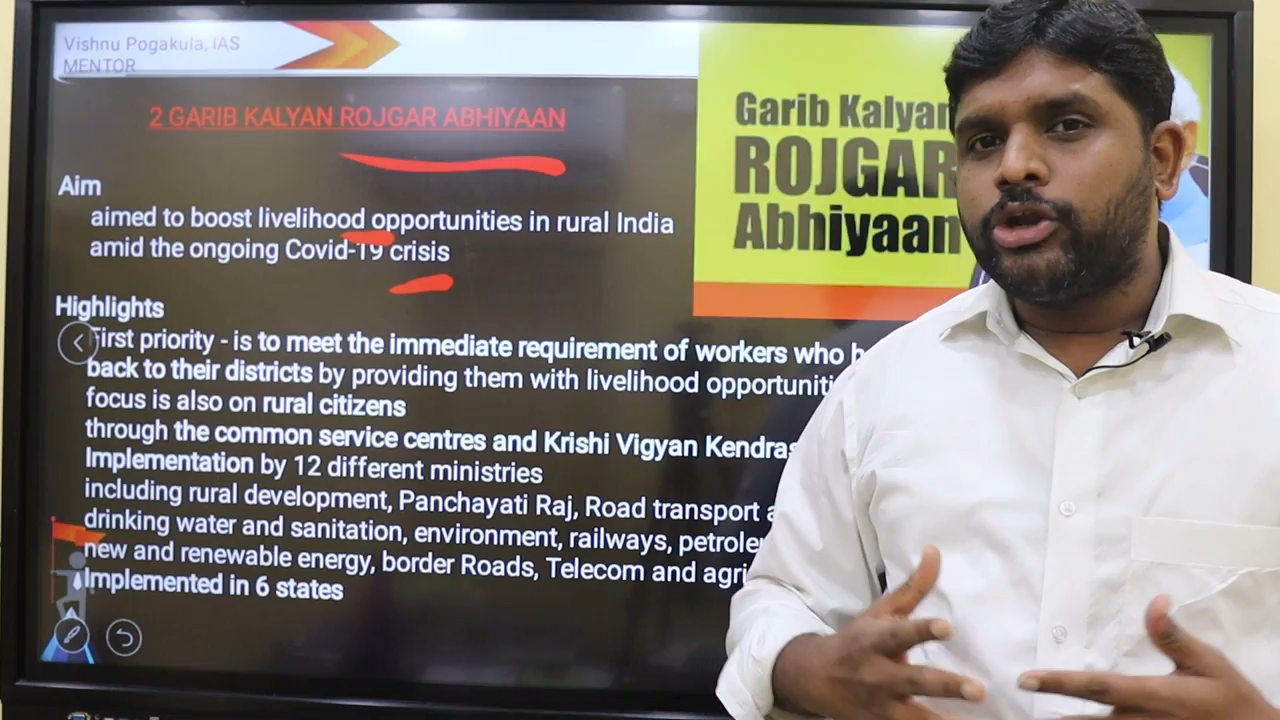 Vishnu Pogakula, IAS
MENTOR
2 GARIB KALYAN ROJGAR ABHIYAAN
Garib Kalyan
ROJGAR
Abhiyaan
Aim
aimed to boost livelihood opportunities in rural India
amid the ongoing Covid-19 crisis
Highlights
First priority - is to meet the immediate requirement of workers who
back to their districts by providing them with livelihood
focus is also on rural citizens
through the common service centres and Krishi Vigyan Kendras
Implementation by 12 different ministries
including rural development, Panchayati Raj, Road transport
drinking water and sanitation, environment, railways,
new and renewable energy, border Roads, Telecom and
Implemented in 6 states